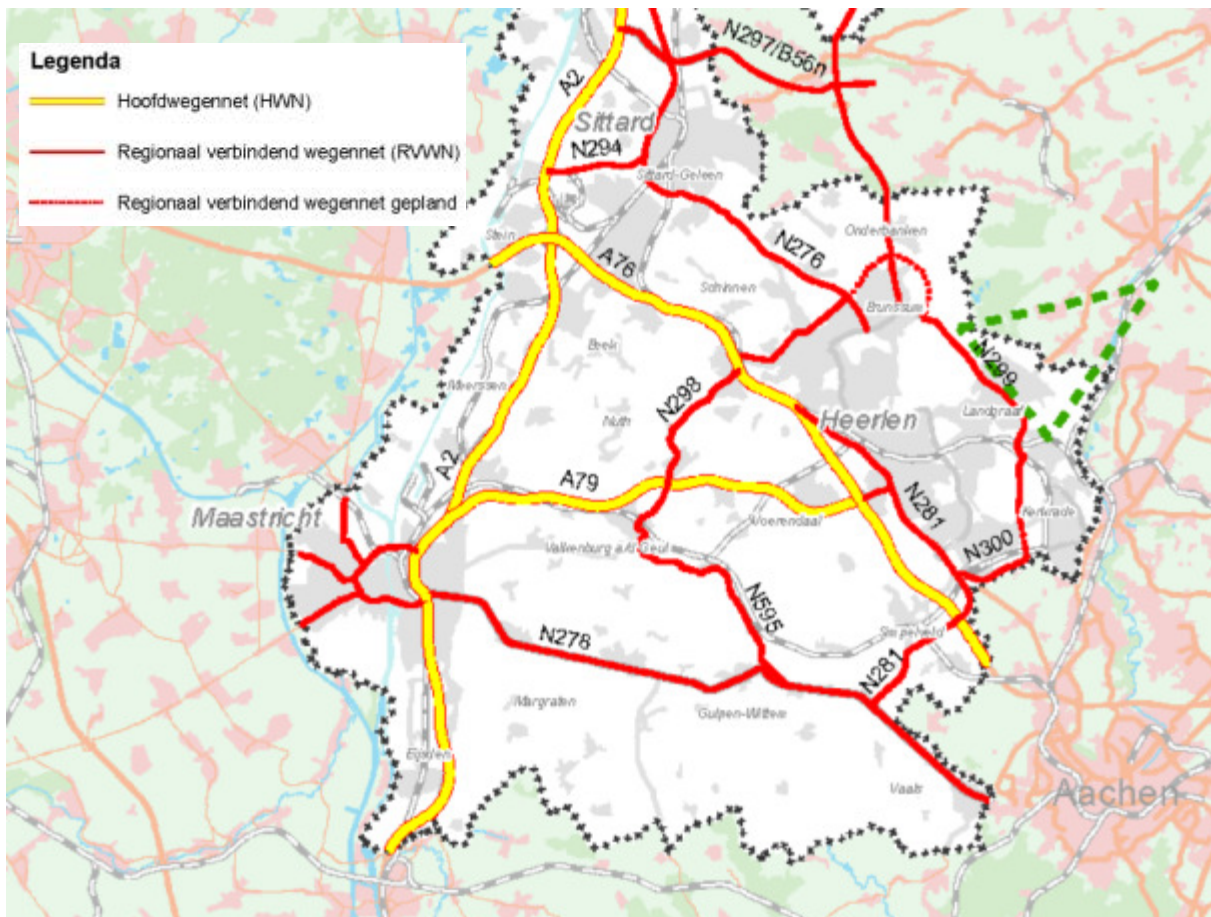 Legenda
Hoofdwegennet (HWN)
Regionaal verbindend wegennet (RVWN)
Regionaal verbindend wegennet gepland
N297/B56n
A2
Sittard
N294
Sittard-Geleen
Onderbanken
Stein
N276
A76
Schinnen
Brunssum
N299
Beek
Meerssen
N298
Landgraaf
Nuth
Heerlen
A2
A79
N281
Maastricht
Voerendaal
Kerkrade
Valkenburg a/d Geul
N300
N595
Simpelveld
N278
N281
Margraten
Gulpen-Wittem
Eijsden
Vaals
Aachen